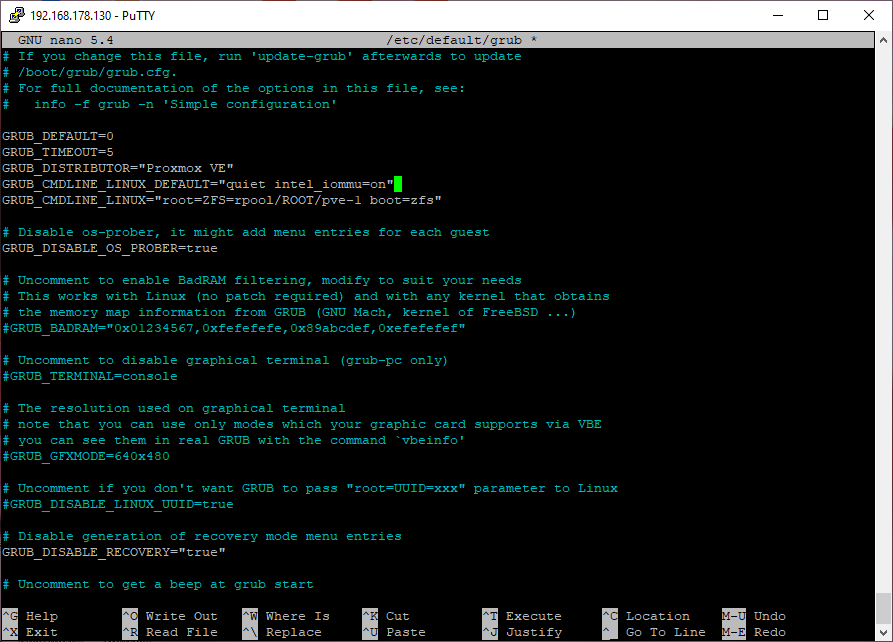 192.168.178.130 - PuTTY
GNU nano 5.4 /etc/default/grub *
# If you change this file, run 'update-grub' afterwards to update
# /boot/grub/grub.cfg.
# For full documentation of the options in this file, see:
#   info -f grub -n 'Simple configuration'
GRUB_DEFAULT=0
GRUB_TIMEOUT=5
GRUB_DISTRIBUTOR="Proxmox VE"
GRUB_CMDLINE_LINUX_DEFAULT="quiet intel_iommu=on"
GRUB_CMDLINE_LINUX="root=ZFS=rpool/ROOT/pve-1 boot=zfs"
# Disable os-prober, it might add menu entries for each guest
GRUB_DISABLE_OS_PROBER=true
# Uncomment to enable BadRAM filtering, modify to suit your needs
# This works with Linux (no patch required) and with any kernel that obtains
# the memory map information from GRUB (GNU Mach, kernel of FreeBSD ...)
#GRUB_BADRAM="0x01234567,0xfefefefe,0x89abcdef,0xefefefef"
# Uncomment to disable graphical terminal (grub-pc only)
#GRUB_TERMINAL=console
# The resolution used on graphical terminal
# note that you can use only modes which your graphic card supports via VBE
# you can see them in real GRUB with the command `vbeinfo'
#GRUB_GFXMODE=640x480
# Uncomment if you don't want GRUB to pass "root=UUID=xxx" parameter to Linux
#GRUB_DISABLE_LINUX_UUID=true
# Disable generation of recovery mode menu entries
GRUB_DISABLE_RECOVERY="true"
# Uncomment to get a beep at grub start
^G Help ^O Write Out ^W Where Is ^K Cut ^T Execute ^C Location M-U Undo
^X Exit ^R Read File ^\ Replace ^U Paste ^J Justify ^_ Go To Line M-E Redo